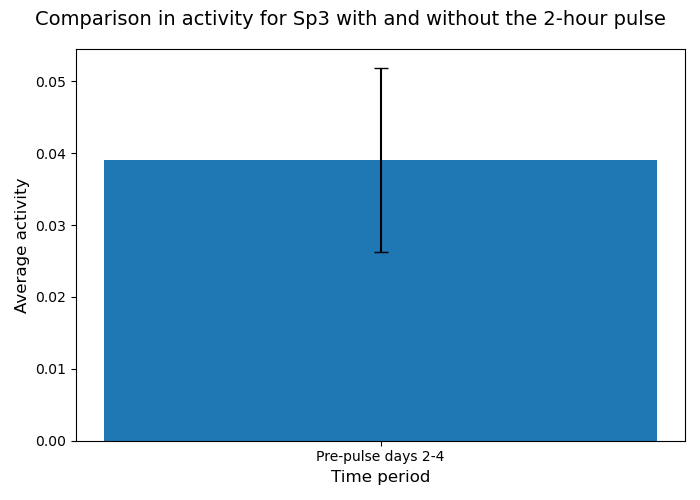 Comparison in activity for Sp3 with and without the 2-hour pulse
Average activity
0.05
0.04
0.03
0.02
0.01
0.00
Pre-pulse days 2-4
Time period